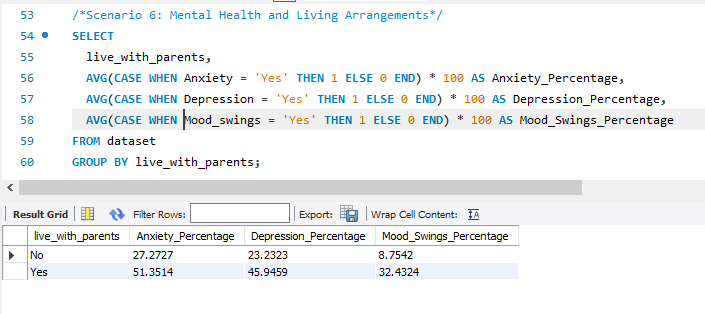 53 /*Scenario 6: Mental Health and Living Arrangements*/
54 SELECT
55 live_with_parents,
56 AVG(CASE WHEN Anxiety = 'Yes' THEN 1 ELSE 0 END) * 100 AS Anxiety_Percentage,
57 AVG(CASE WHEN Depression = 'Yes' THEN 1 ELSE 0 END) * 100 AS Depression_Percentage,
58 AVG(CASE WHEN Mood_swings = 'Yes' THEN 1 ELSE 0 END) * 100 AS Mood_Swings_Percentage
59 FROM dataset
60 GROUP BY live_with_parents;
Result Grid Filter Rows: Export: Wrap Cell Content: IA
live_with_parents Anxiety_Percentage Depression_Percentage Mood_Swings_Percentage
No 27.2727 23.2323 8.7542
Yes 51.3514 45.9459 32.4324